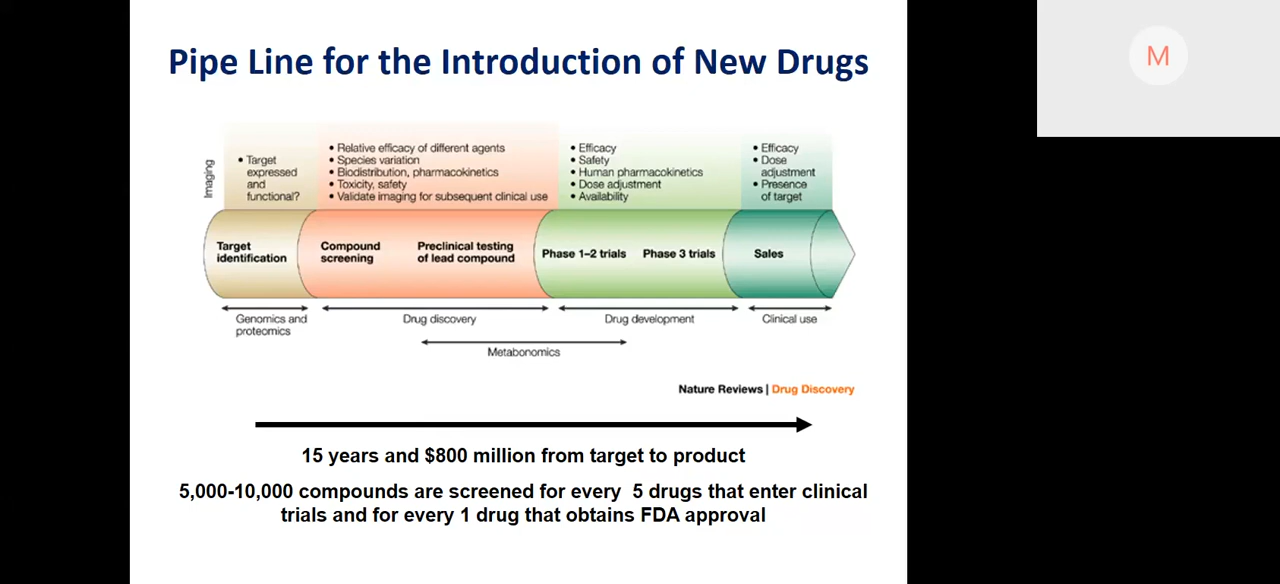 Pipe Line for the Introduction of New Drugs
M
Imaging
• Target
expressed
and
functional?
• Relative efficacy of different agents
• Species variation
• Biodistribution, pharmacokinetics
• Toxicity, safety
• Validate imaging for subsequent clinical use
• Efficacy
• Safety
• Human pharmacokinetics
• Dose adjustment
• Availability
• Efficacy
• Dose
adjustment
• Presence
of target
Target
identification
Compound
screening
Preclinical testing
of lead compound
Phase 1–2 trials
Phase 3 trials
Sales
Genomics and
proteomics
Drug discovery
Drug development
Clinical use
Metabonomics
Nature Reviews | Drug Discovery
15 years and $800 million from target to product
5,000-10,000 compounds are screened for every 5 drugs that enter clinical
trials and for every 1 drug that obtains FDA approval